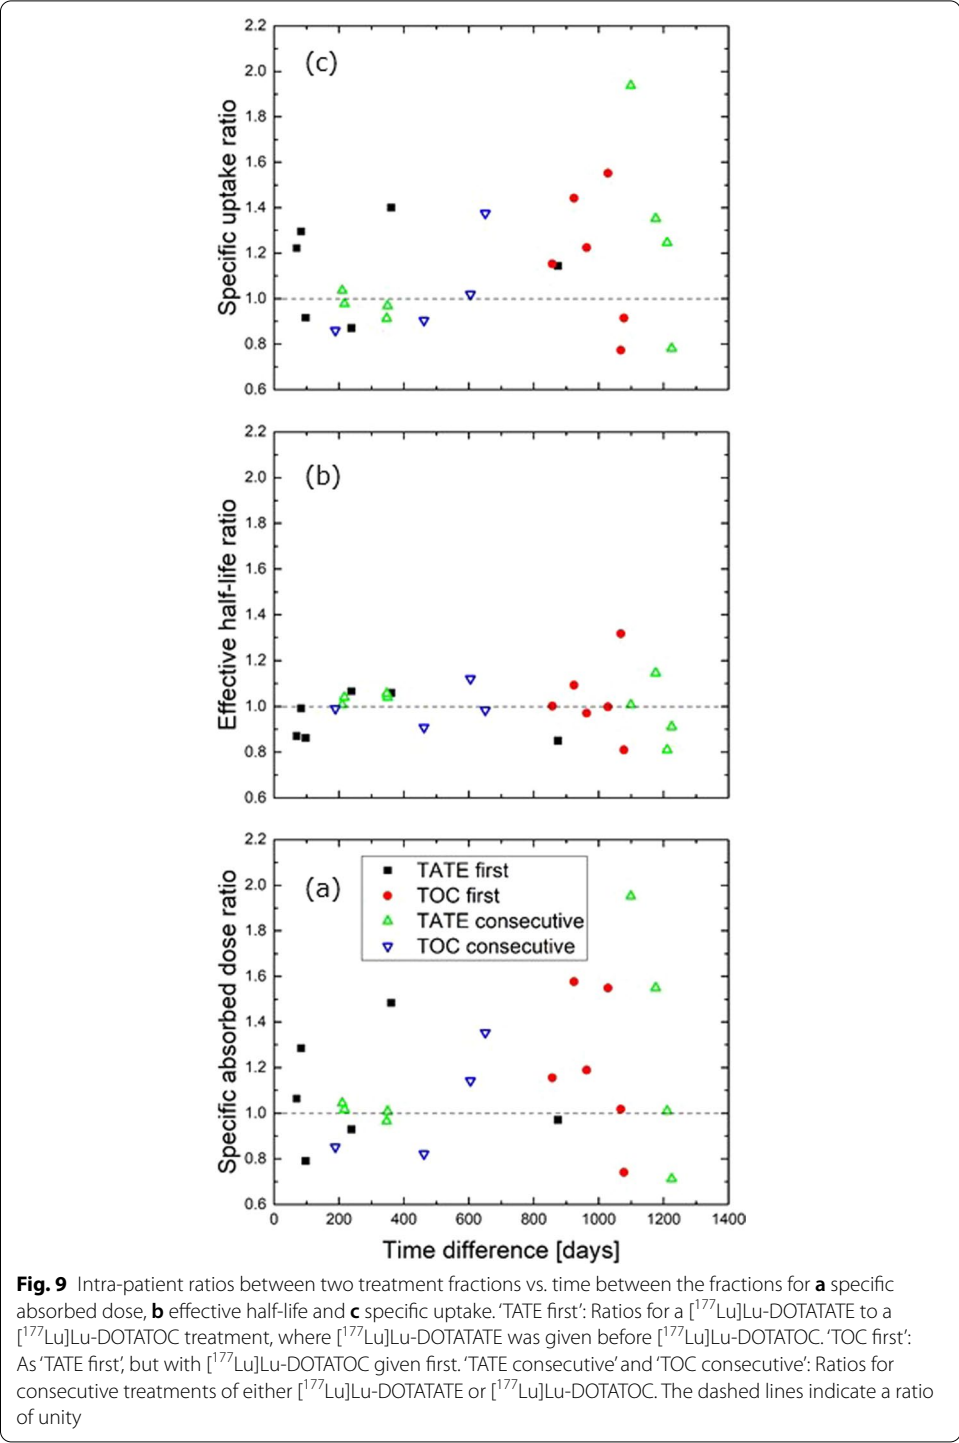 2.2
(c)
2.0
1.8
1.6
1.4
1.2
1.0
0.8
0.6
Specific uptake ratio
2.2
2.0
(b)
1.8
1.6
1.4
1.2
1.0
0.8
0.6
Effective half-life ratio
2.2
2.0
(a)
1.8
1.6
1.4
1.2
1.0
0.8
0.6
Specific absorbed dose ratio
TATE first
TOC first
TATE consecutive
TOC consecutive
0 200 400 600 800 1000 1200 1400
Time difference [days]
Fig. 9 Intra-patient ratios between two treatment fractions vs. time between the fractions for a specific
absorbed dose, b effective half-life and c specific uptake. ‘TATE first’: Ratios for a [177Lu]Lu-DOTATATE to a
[177Lu]Lu-DOTATOC treatment, where [177Lu]Lu-DOTATATE was given before [177Lu]Lu-DOTATOC. ‘TOC first’:
As ‘TATE first’, but with [177Lu]Lu-DOTATOC given first. ‘TATE consecutive’ and ‘TOC consecutive’: Ratios for
consecutive treatments of either [177Lu]Lu-DOTATATE or [177Lu]Lu-DOTATOC. The dashed lines indicate a ratio
of unity